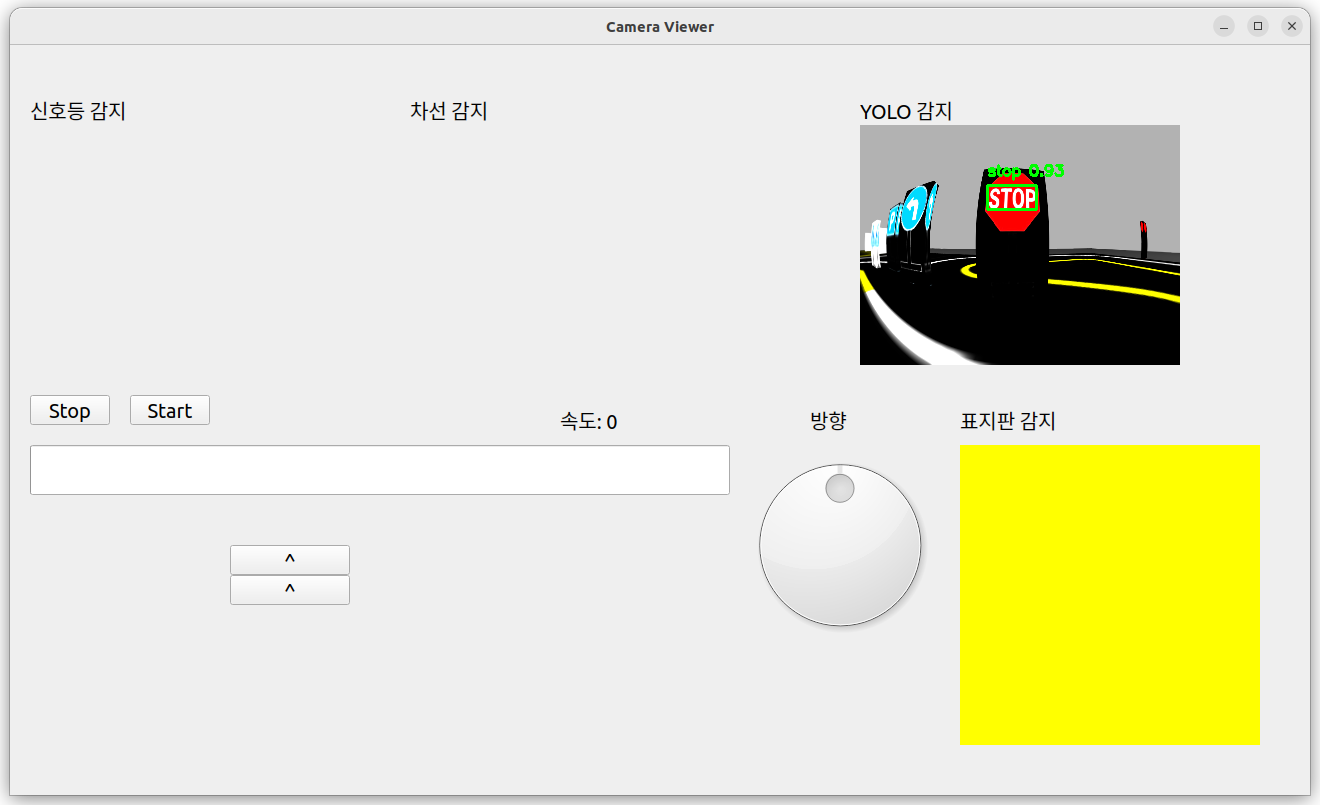 Camera Viewer
신호등 감지
차선 감지
YOLO 감지
stop 0.93
STOP
Stop
Start
속도: 0
방향
표지판 감지
^
^